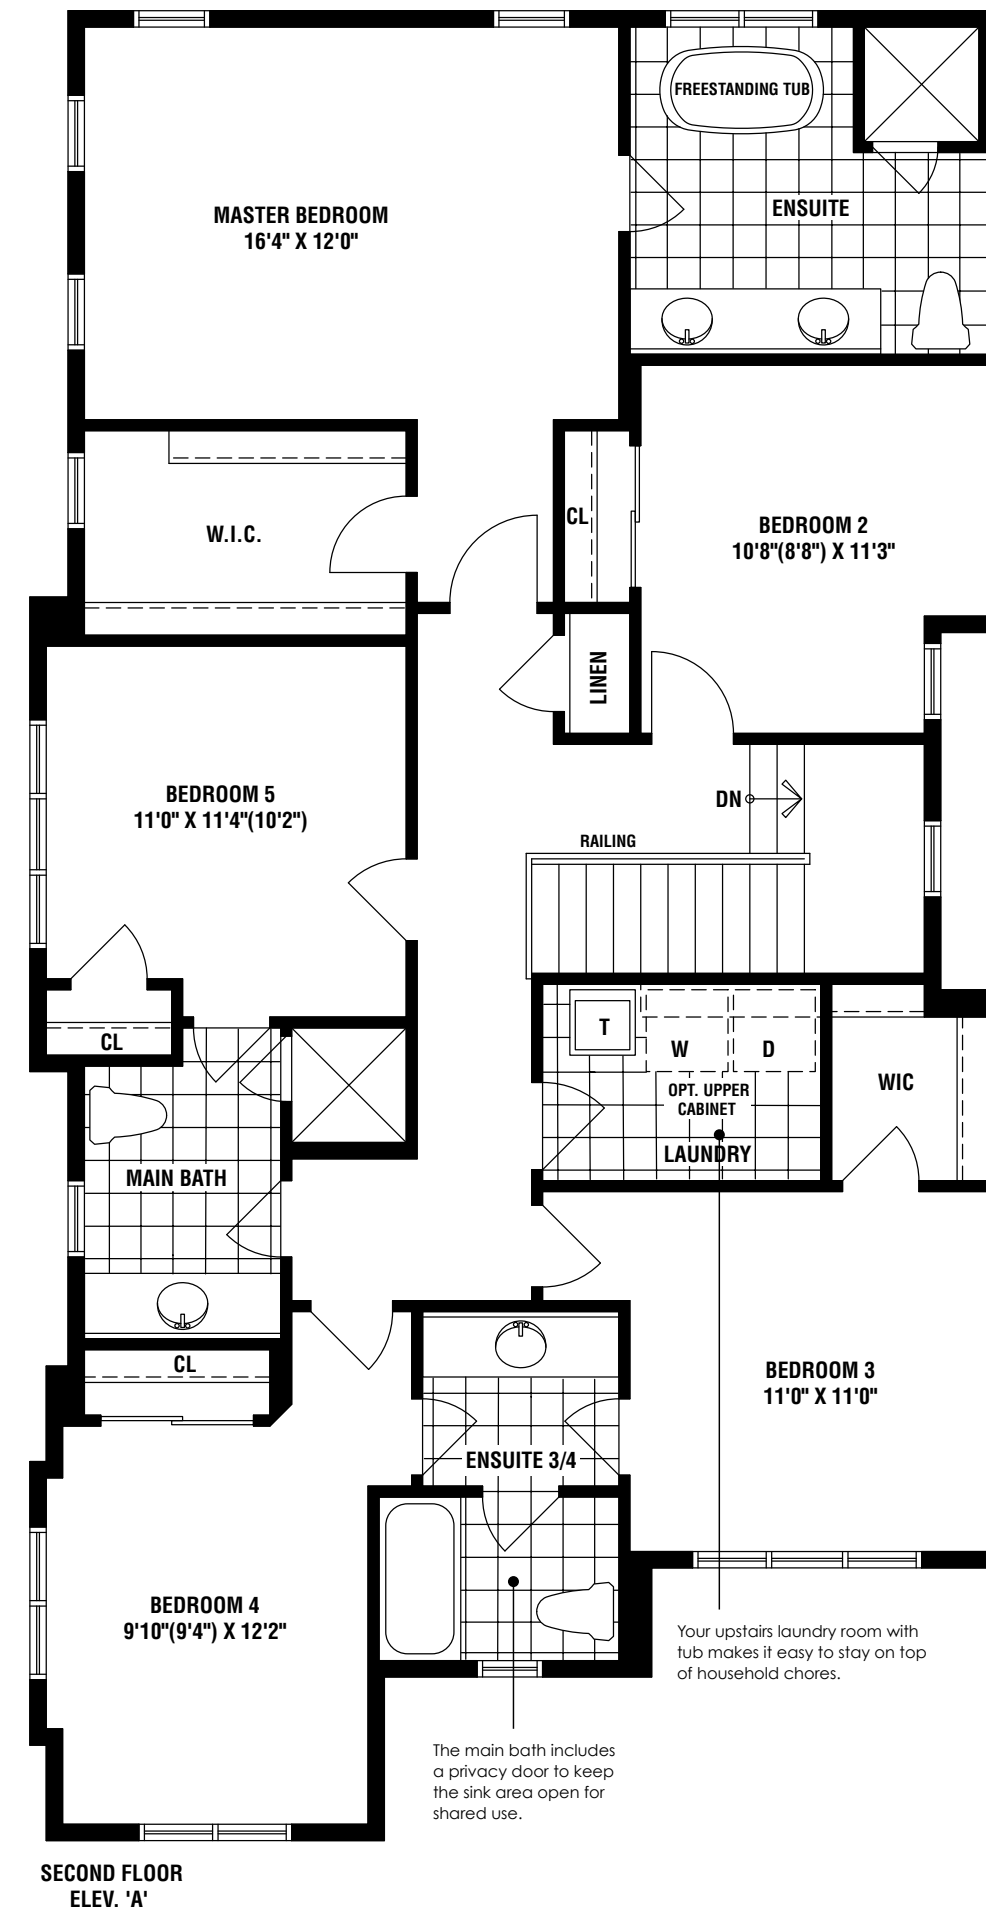 FREESTANDING TUB
ENSUITE
MASTER BEDROOM
16'4" X 12'0"
W.I.C.
CL
BEDROOM 2
10'8"(8'8") X 11'3"
LINEN
BEDROOM 5
11'0" X 11'4"(10'2")
DN
RAILING
CL
T
W
D
OPT. UPPER
CABINET
LAUNDRY
WIC
MAIN BATH
CL
BEDROOM 3
11'0" X 11'0"
ENSUITE 3/4
BEDROOM 4
9'10"(9'4") X 12'2"
Your upstairs laundry room with
tub makes it easy to stay on top
of household chores.
The main bath includes
a privacy door to keep
the sink area open for
shared use.
SECOND FLOOR
ELEV. 'A'